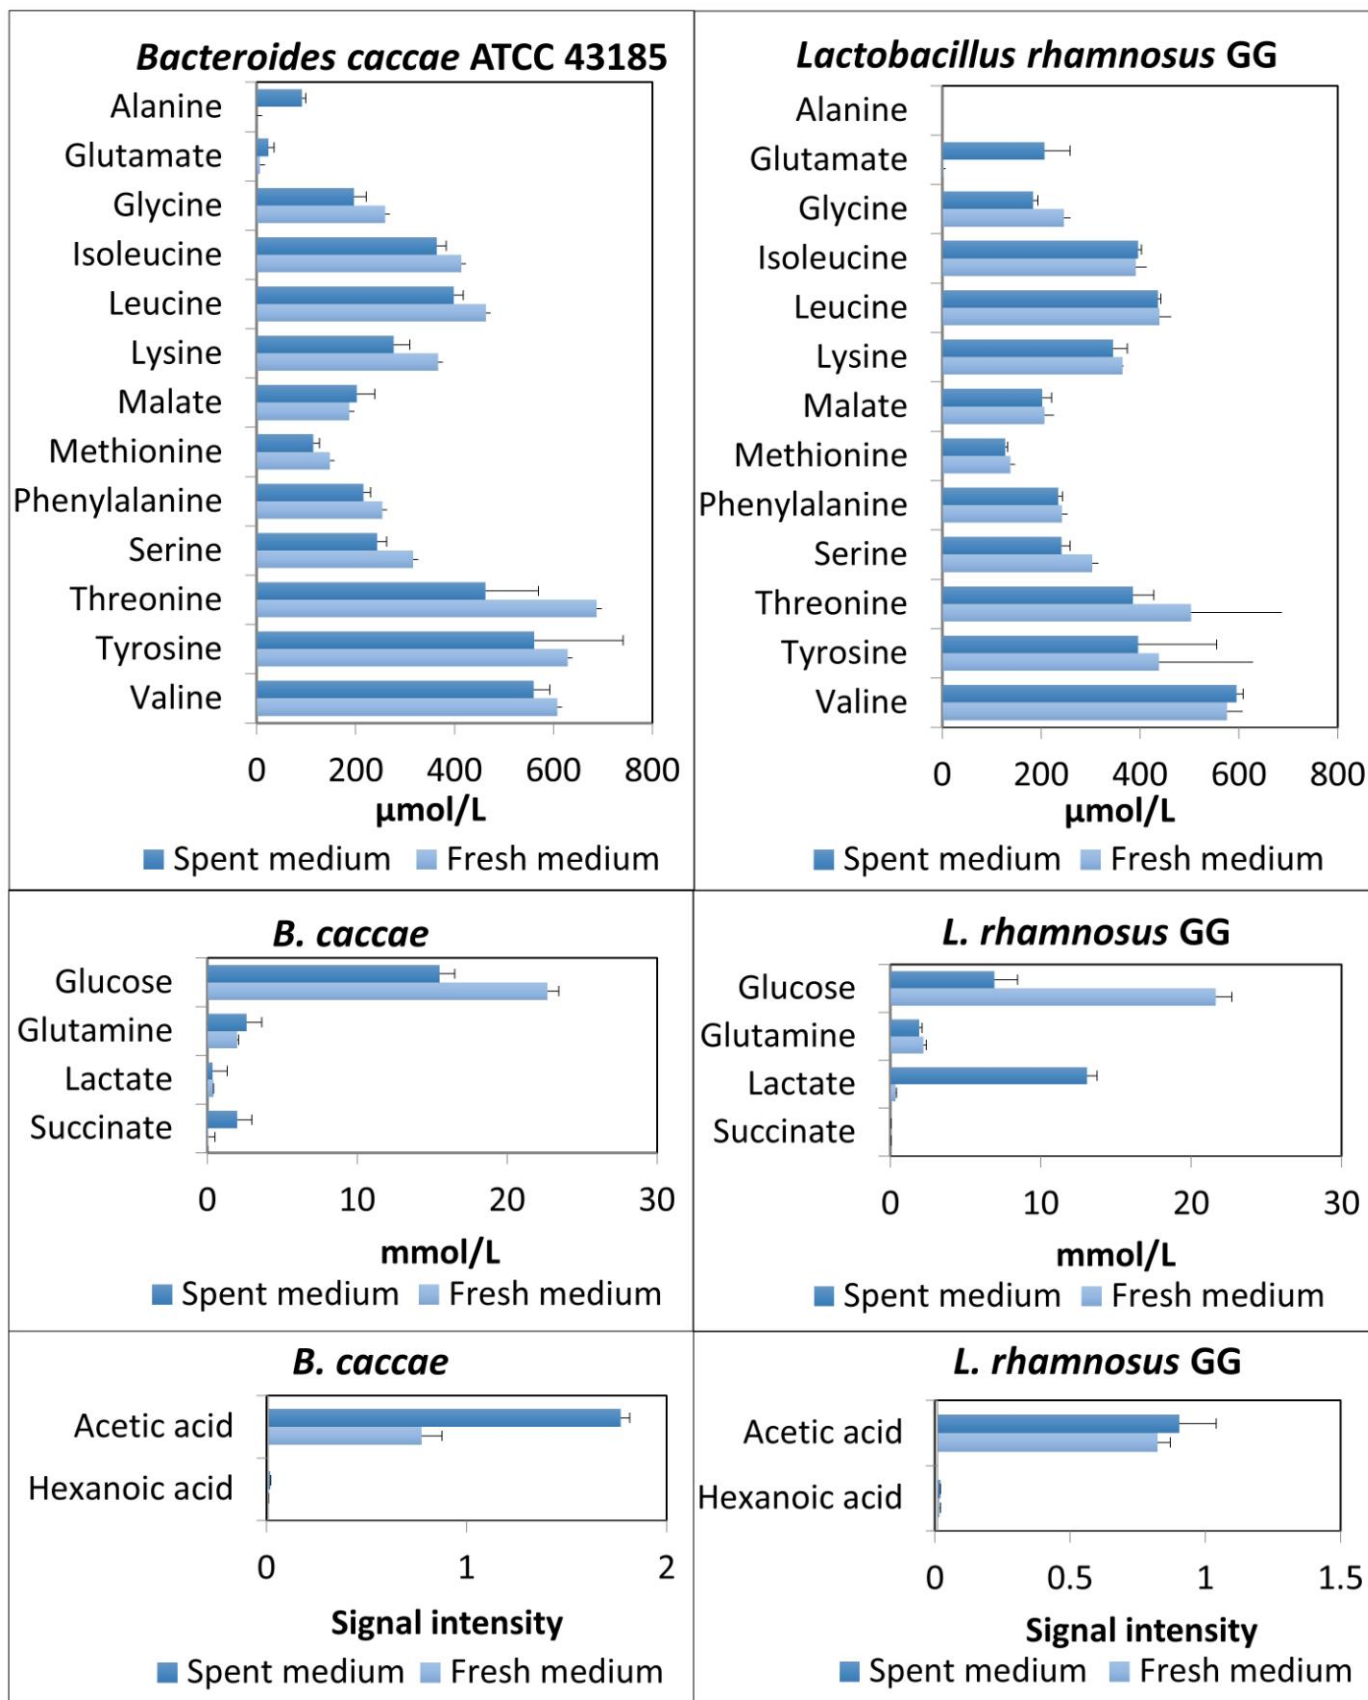 Bacteroides caccae ATCC 43185
Alanine
Glutamate
Glycine
Isoleucine
Leucine
Lysine
Malate
Methionine
Phenylalanine
Serine
Threonine
Tyrosine
Valine
0 200 400 600 800
µmol/L
Spent medium Fresh medium
Lactobacillus rhamnosus GG
Alanine
Glutamate
Glycine
Isoleucine
Leucine
Lysine
Malate
Methionine
Phenylalanine
Serine
Threonine
Tyrosine
Valine
0 200 400 600 800
µmol/L
Spent medium Fresh medium
B. caccae
Glucose
Glutamine
Lactate
Succinate
0 10 20 30
mmol/L
Spent medium Fresh medium
L. rhamnosus GG
Glucose
Glutamine
Lactate
Succinate
0 10 20 30
mmol/L
Spent medium Fresh medium
B. caccae
Acetic acid
Hexanoic acid
0 1 2
Signal intensity
Spent medium Fresh medium
L. rhamnosus GG
Acetic acid
Hexanoic acid
0 0.5 1 1.5
Signal intensity
Spent medium Fresh medium